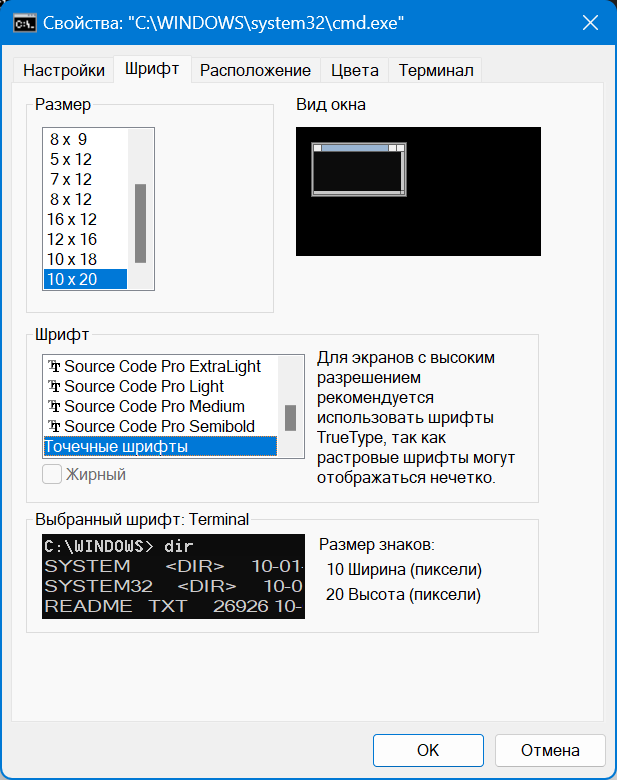 Свойства: "C:\WINDOWS\system32\cmd.exe"
Настройки Шрифт Расположение Цвета Терминал
Размер
8 x 9
5 x 12
7 x 12
8 x 12
16 x 12
12 x 16
10 x 18
10 x 20
Вид окна
Шрифт
Source Code Pro ExtraLight
Source Code Pro Light
Source Code Pro Medium
Source Code Pro Semibold
Точечные шрифты
Жирный
Для экранов с высоким
разрешением
рекомендуется
использовать шрифты
TrueType, так как
растровые шрифты могут
отображаться нечетко.
Выбранный шрифт: Terminal
C:\WINDOWS> dir
SYSTEM <DIR> 10-01-
SYSTEM32 <DIR> 10-0
README TXT 26926 10-
Размер знаков:
10 Ширина (пиксели)
20 Высота (пиксели)
OK Отмена